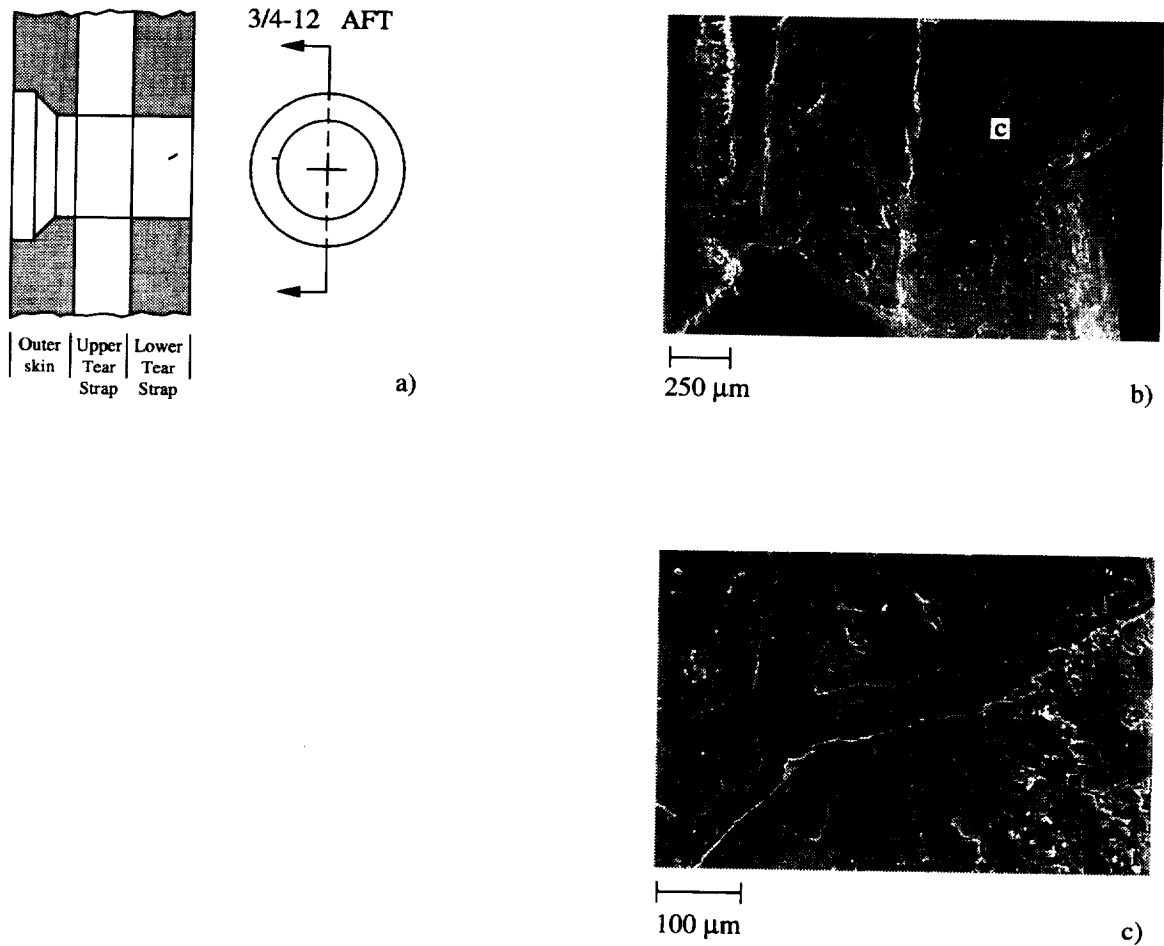 3/4-12 AFT
Outer skin
Upper Tear Strap
Lower Tear Strap
a)
c
250 μm
b)
100 μm
c)